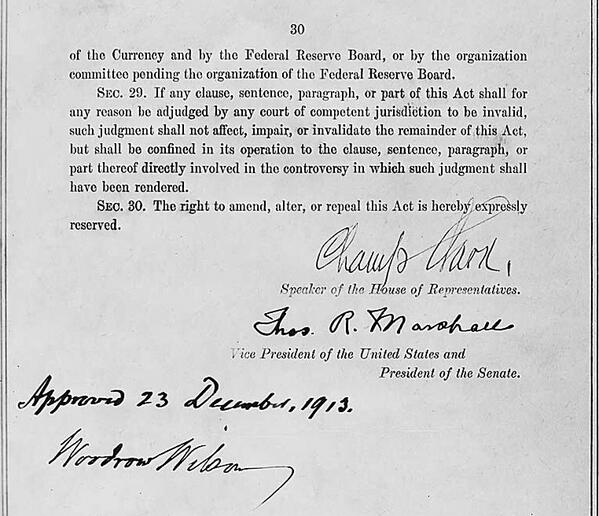 30
of the Currency and by the Federal Reserve Board, or by the organization
committee pending the organization of the Federal Reserve Board.
SEC. 29. If any clause, sentence, paragraph, or part of this Act shall for
any reason be adjudged by any court of competent jurisdiction to be invalid,
such judgment shall not affect, impair, or invalidate the remainder of this Act,
but shall be confined in its operation to the clause, sentence, paragraph, or
part thereof directly involved in the controversy in which such judgment shall
have been rendered.
SEC. 30. The right to amend, alter, or repeal this Act is hereby expressly
reserved.
Champ Clark,
Speaker of the House of Representatives.
Thos. R. Marshall
Vice President of the United States and
President of the Senate.
Approved 23 December, 1913.
Woodrow Wilson